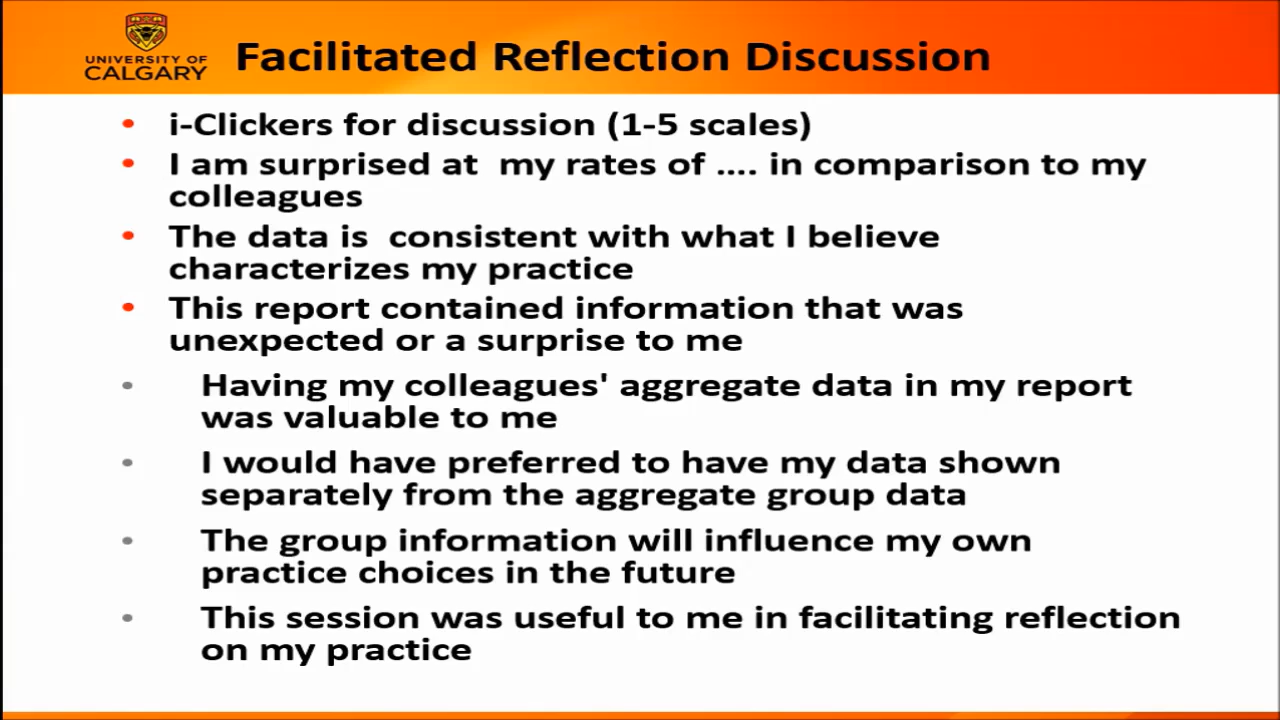 UNIVERSITY OF
CALGARY
Facilitated Reflection Discussion
• i-Clickers for discussion (1-5 scales)
• I am surprised at  my rates of .... in comparison to my
colleagues
• The data is  consistent with what I believe
characterizes my practice
• This report contained information that was
unexpected or a surprise to me
• Having my colleagues' aggregate data in my report
was valuable to me
• I would have preferred to have my data shown
separately from the aggregate group data
• The group information will influence my own
practice choices in the future
• This session was useful to me in facilitating reflection
on my practice